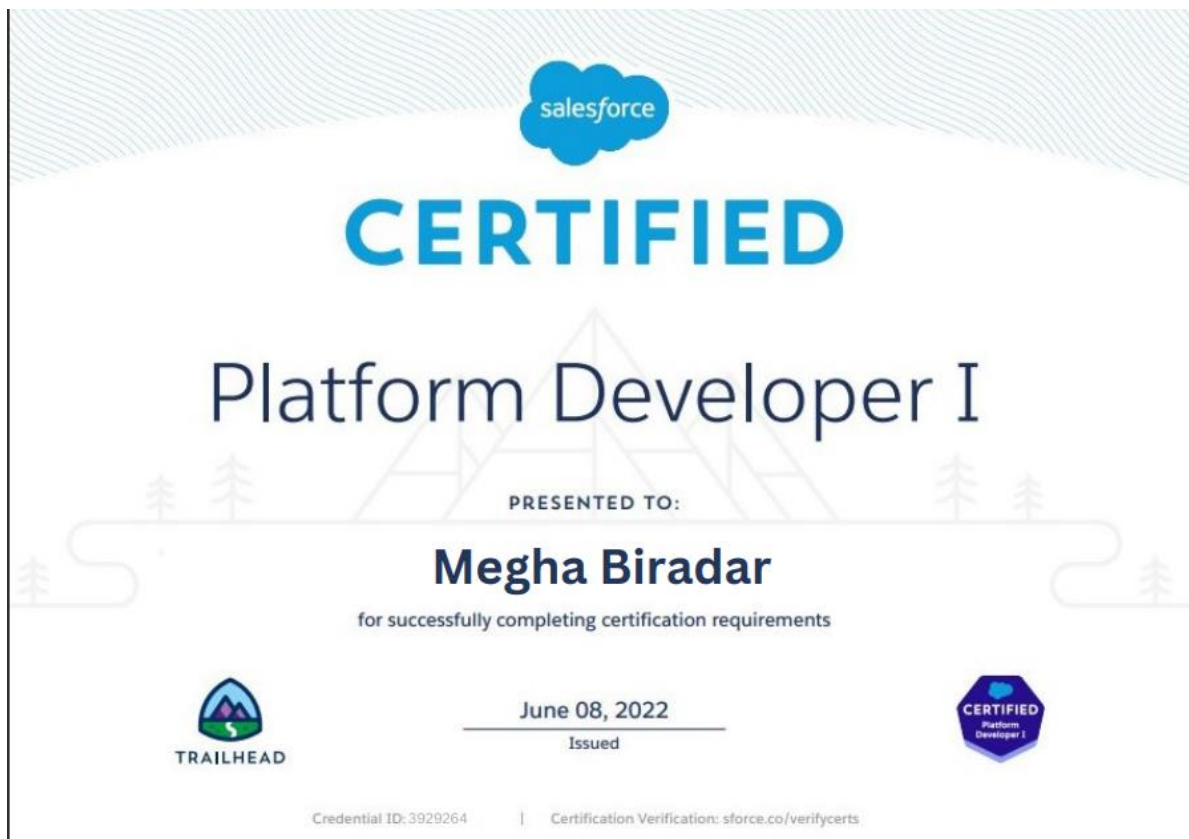 salesforce
CERTIFIED
Platform Developer I
PRESENTED TO:
Megha Biradar
for successfully completing certification requirements
TRAILHEAD
June 08, 2022
Issued
CERTIFIED
Platform
Developer I
Credential ID: 3929264 | Certification Verification: sforce.co/verifycerts